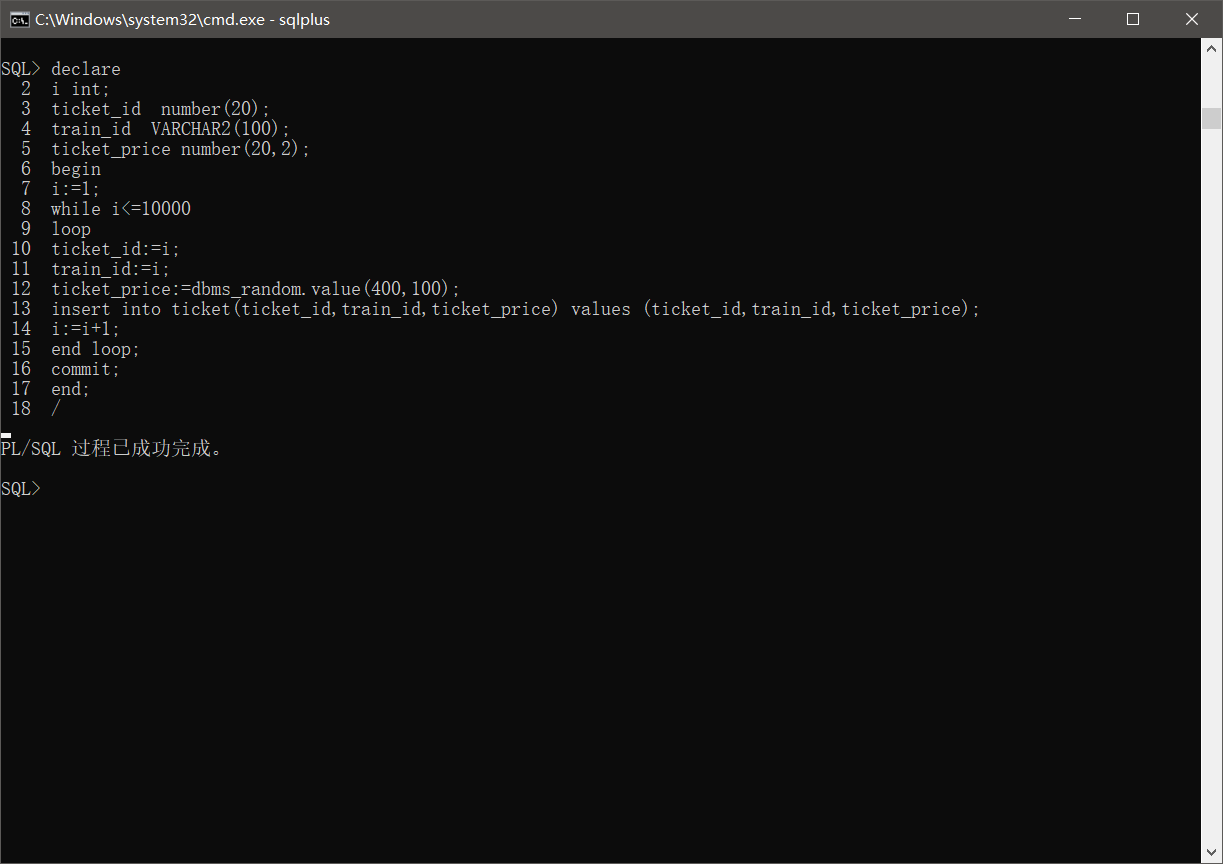 C:\Windows\system32\cmd.exe - sqlplus
SQL> declare
2 i int;
3 ticket_id  number(20);
4 train_id  VARCHAR2(100);
5 ticket_price number(20,2);
6 begin
7 i:=1;
8 while i<=10000
9 loop
10 ticket_id:=i;
11 train_id:=i;
12 ticket_price:=dbms_random.value(400,100);
13 insert into ticket(ticket_id,train_id,ticket_price) values (ticket_id,train_id,ticket_price);
14 i:=i+1;
15 end loop;
16 commit;
17 end;
18 /
PL/SQL 过程已成功完成。
SQL>